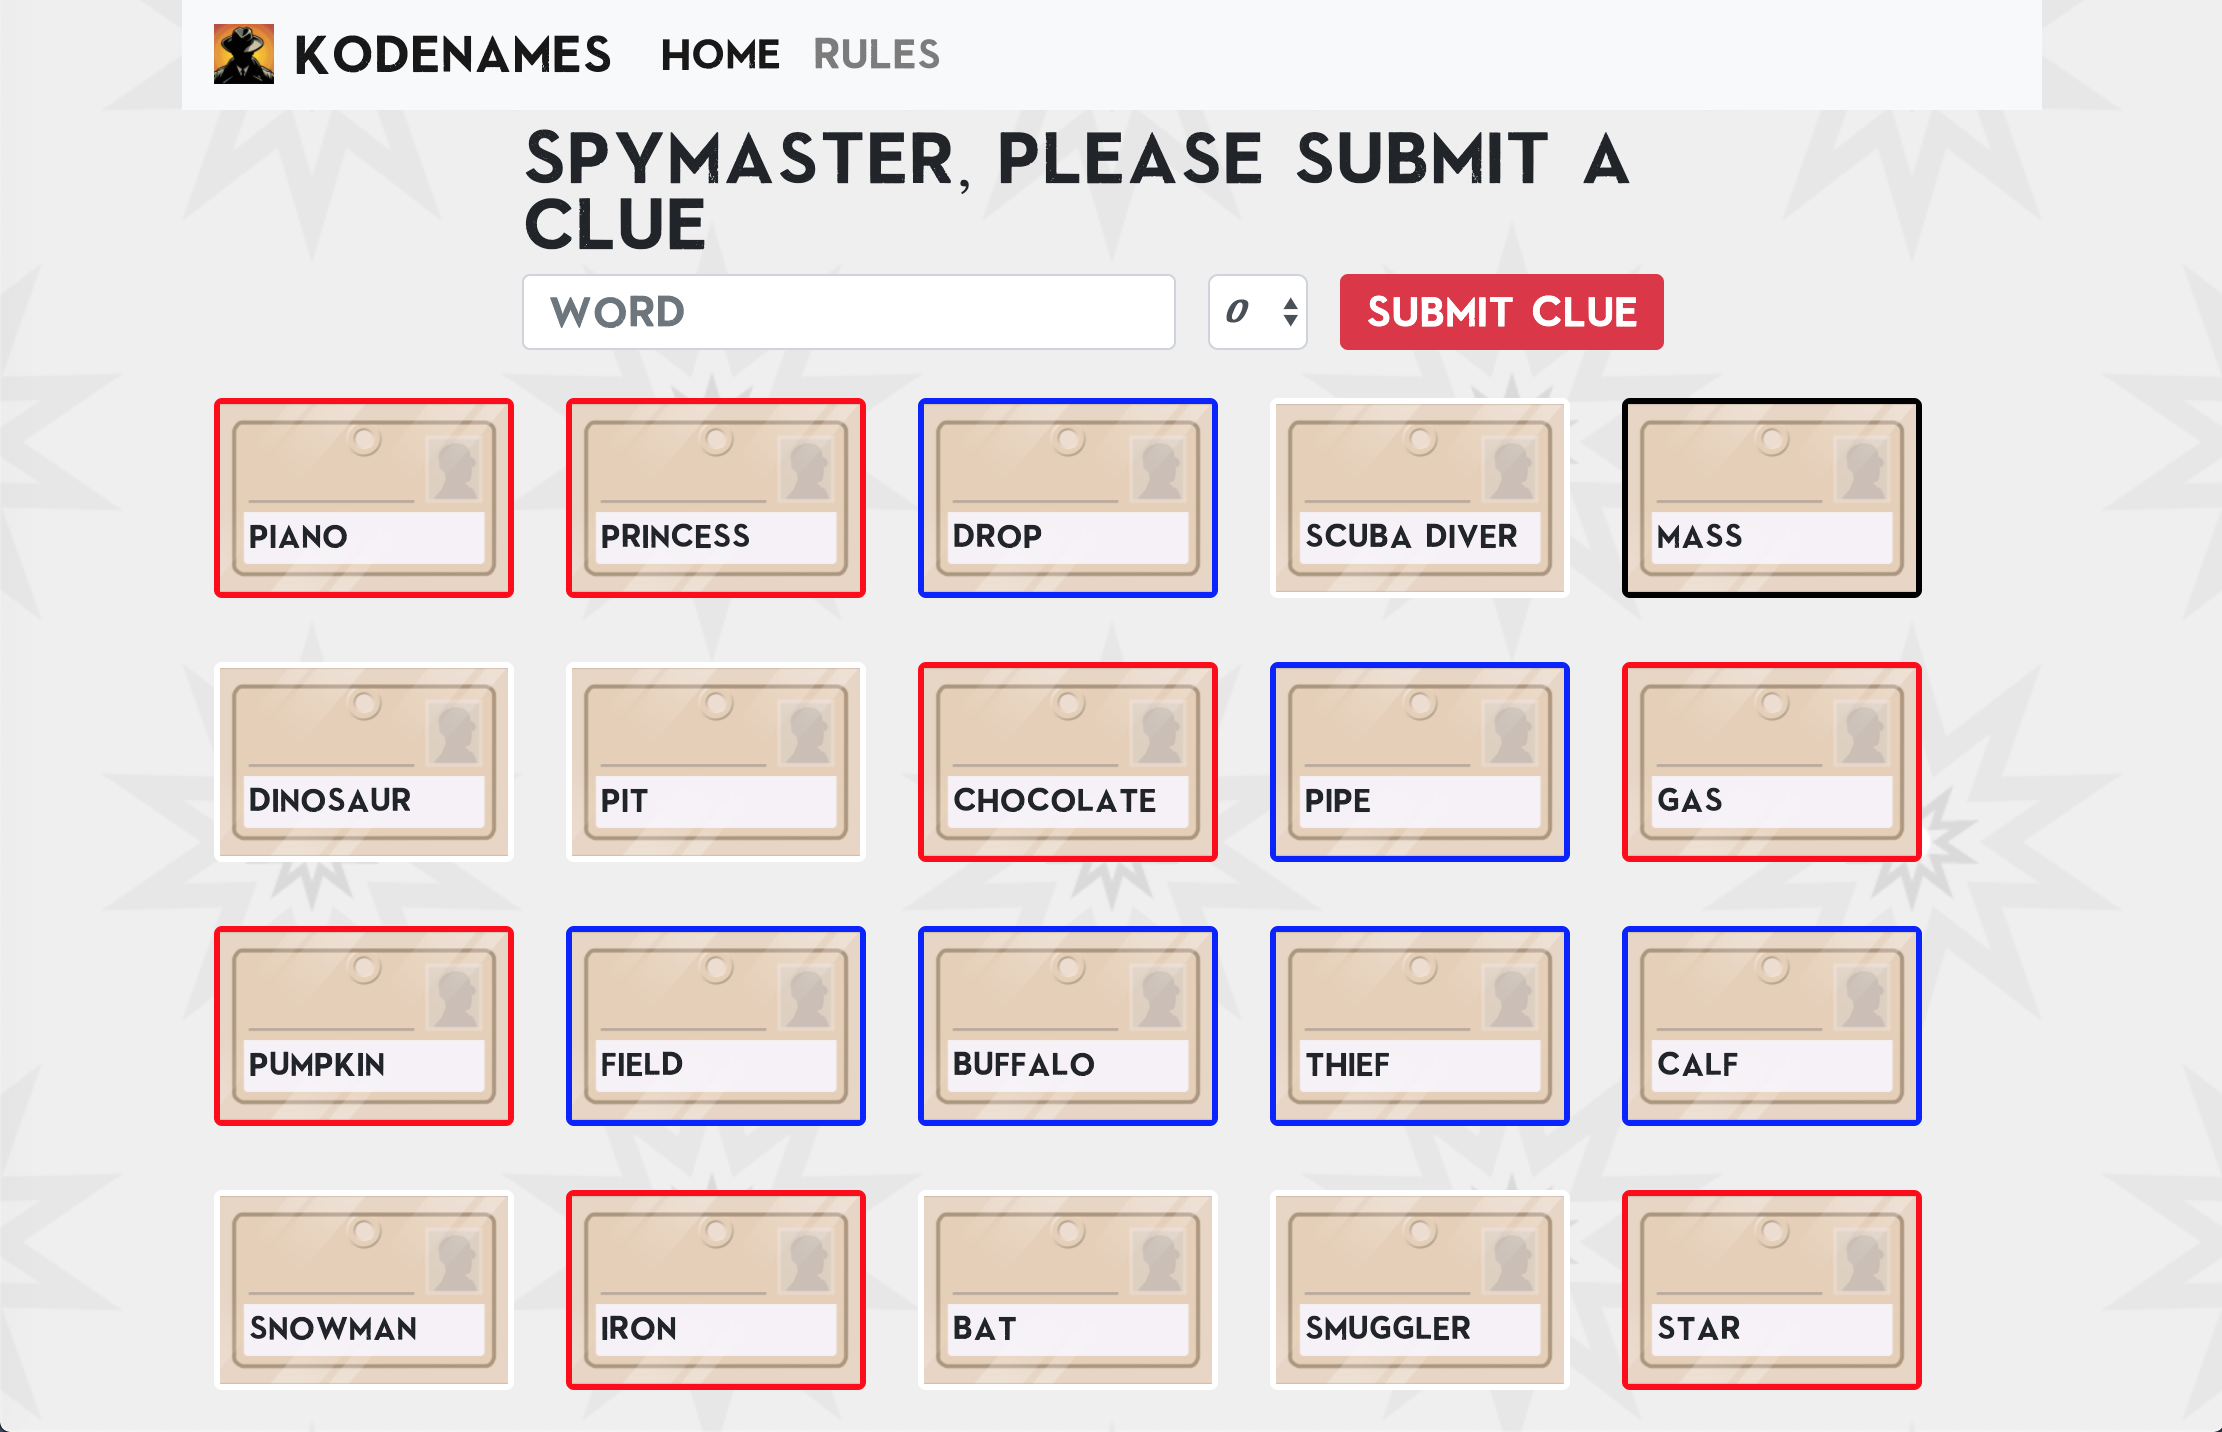 KODENAMES HOME RULES
SPYMASTER, PLEASE SUBMIT A
CLUE
WORD 0 SUBMIT CLUE
PIANO PRINCESS DROP SCUBA DIVER MASS
DINOSAUR PIT CHOCOLATE PIPE GAS
PUMPKIN FIELD BUFFALO THIEF CALF
SNOWMAN IRON BAT SMUGGLER STAR